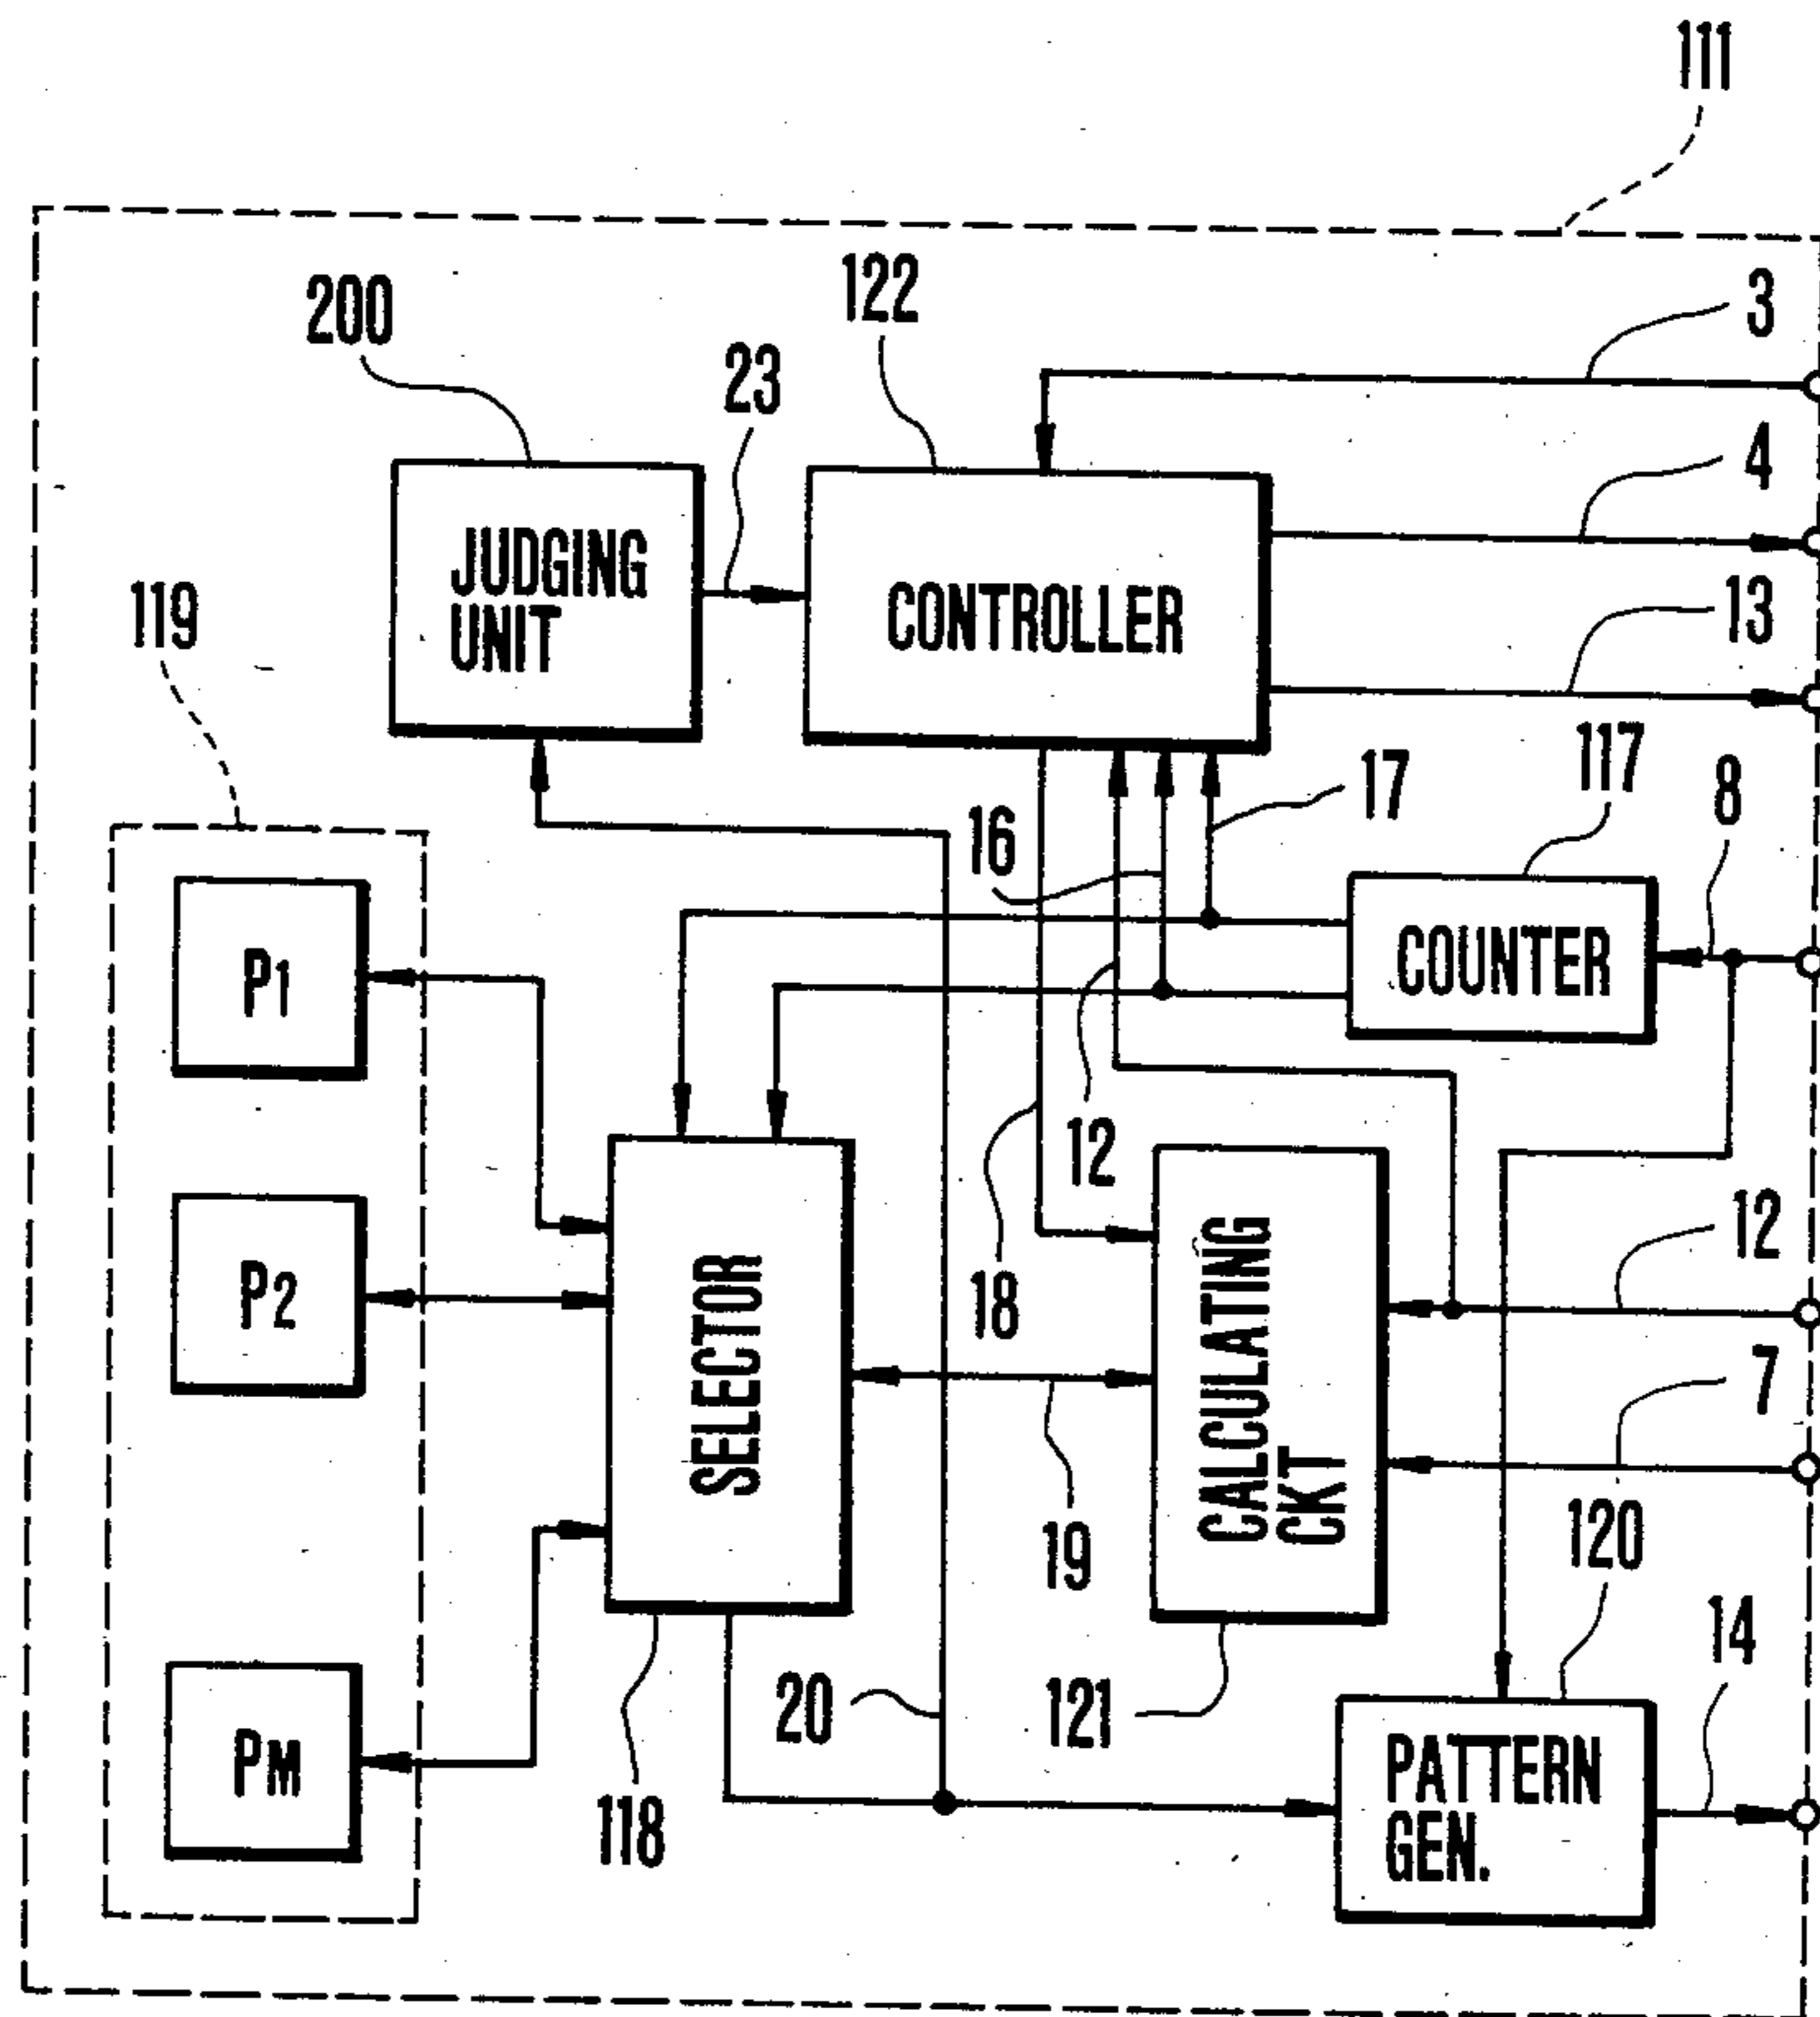 111
3
200
122
23
4
JUDGING
UNIT
CONTROLLER
13
119
17
117
8
16
P1
COUNTER
12
18
P2
SELECTOR
CALCULATING
CKT
12
7
19
120
14
20
121
PM
118
PATTERN
GEN.